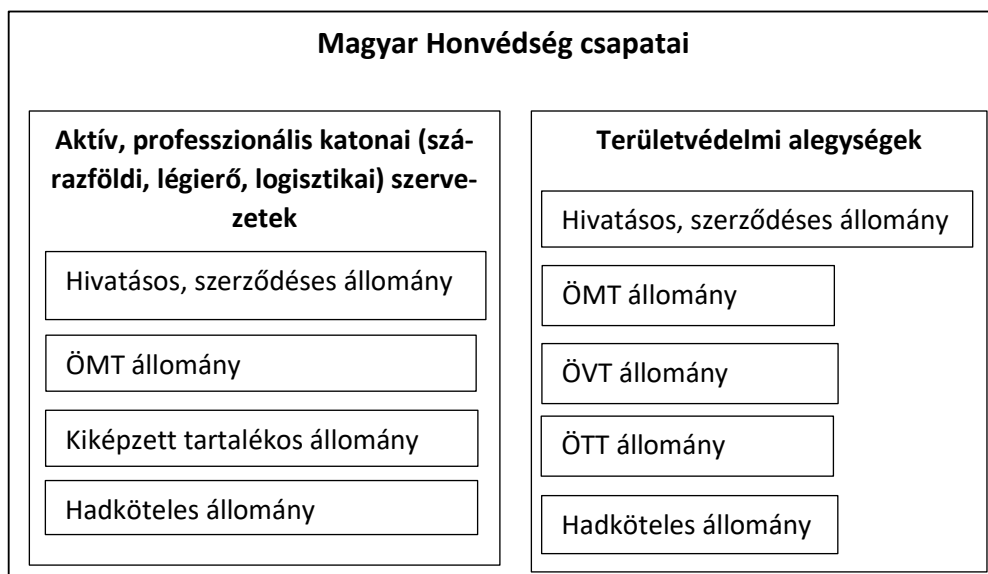 Magyar Honvédség csapatai
Aktív, professzionális katonai (szá-
razföldi, légierő, logisztikai) szerve-
zetek
Hivatásos, szerződéses állomány
ÖMT állomány
Kiképzett tartalékos állomány
Hadköteles állomány
Területvédelmi alegységek
Hivatásos, szerződéses állomány
ÖMT állomány
ÖVT állomány
ÖTT állomány
Hadköteles állomány